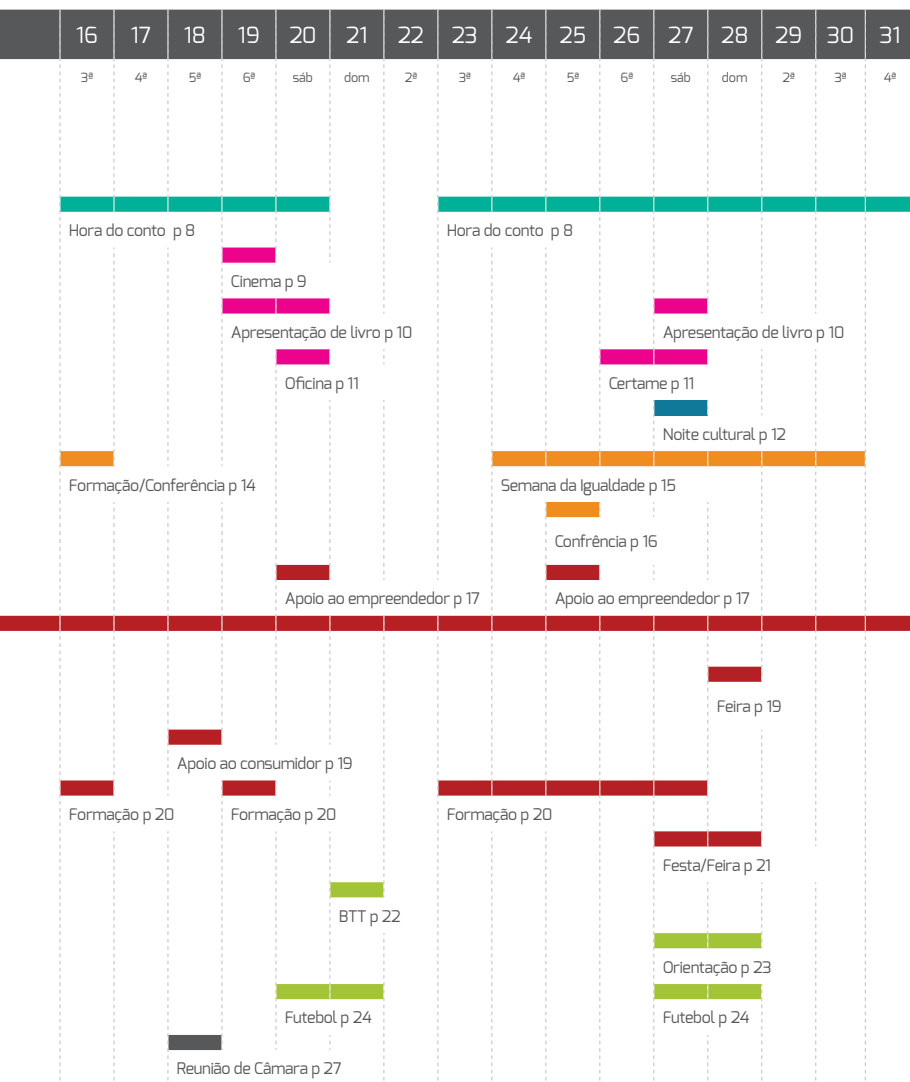 16 17 18 19 20 21 22 23 24 25 26 27 28 29 30 31
3ª 4ª 5ª 6ª sáb dom 2ª 3ª 4ª 5ª 6ª sáb dom 2ª 3ª 4ª
Hora do conto p 8 Hora do conto p 8
Cinema p 9
Apresentação de livro p 10 Apresentação de livro p 10
Oficina p 11 Certame p 11
Noite cultural p 12
Formação/Conferência p 14 Semana da Igualdade p 15
Confrência p 16
Apoio ao empreendedor p 17 Apoio ao empreendedor p 17
Feira p 19
Apoio ao consumidor p 19
Formação p 20 Formação p 20 Formação p 20
Festa/Feira p 21
BTT p 22
Orientação p 23
Futebol p 24 Futebol p 24
Reunião de Câmara p 27